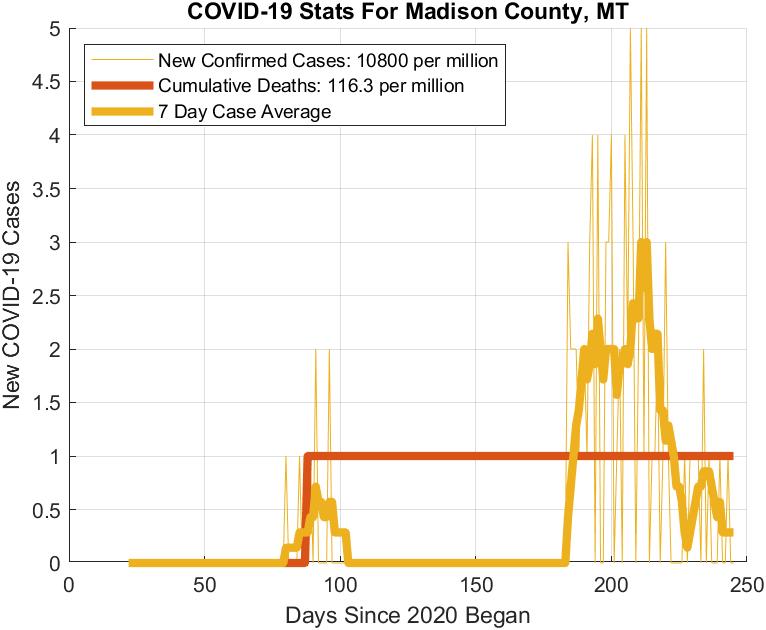 COVID-19 Stats For Madison County, MT
New Confirmed Cases: 10800 per million
Cumulative Deaths: 116.3 per million
7 Day Case Average
New COVID-19 Cases
5
4.5
4
3.5
3
2.5
2
1.5
1
0.5
0
0 50 100 150 200 250
Days Since 2020 Began